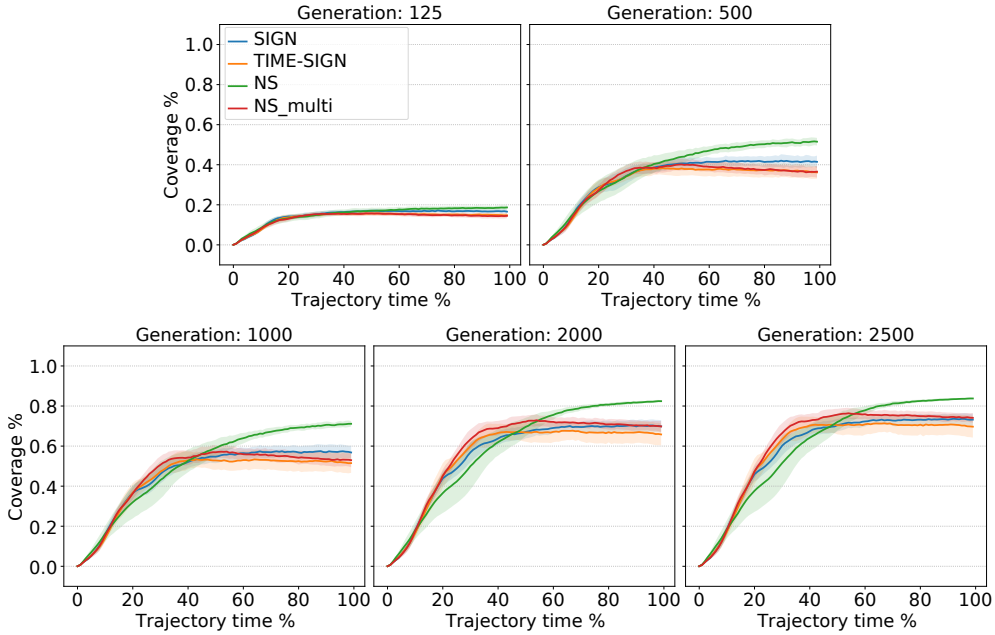 Generation: 125
Generation: 500
1.0
0.8
0.6
0.4
0.2
0.0
Coverage %
SIGN
TIME-SIGN
NS
NS_multi
0 20 40 60 80 100
0 20 40 60 80 100
Trajectory time %
Trajectory time %
Generation: 1000
Generation: 2000
Generation: 2500
1.0
0.8
0.6
0.4
0.2
0.0
Coverage %
0 20 40 60 80 100
0 20 40 60 80 100
0 20 40 60 80 100
Trajectory time %
Trajectory time %
Trajectory time %